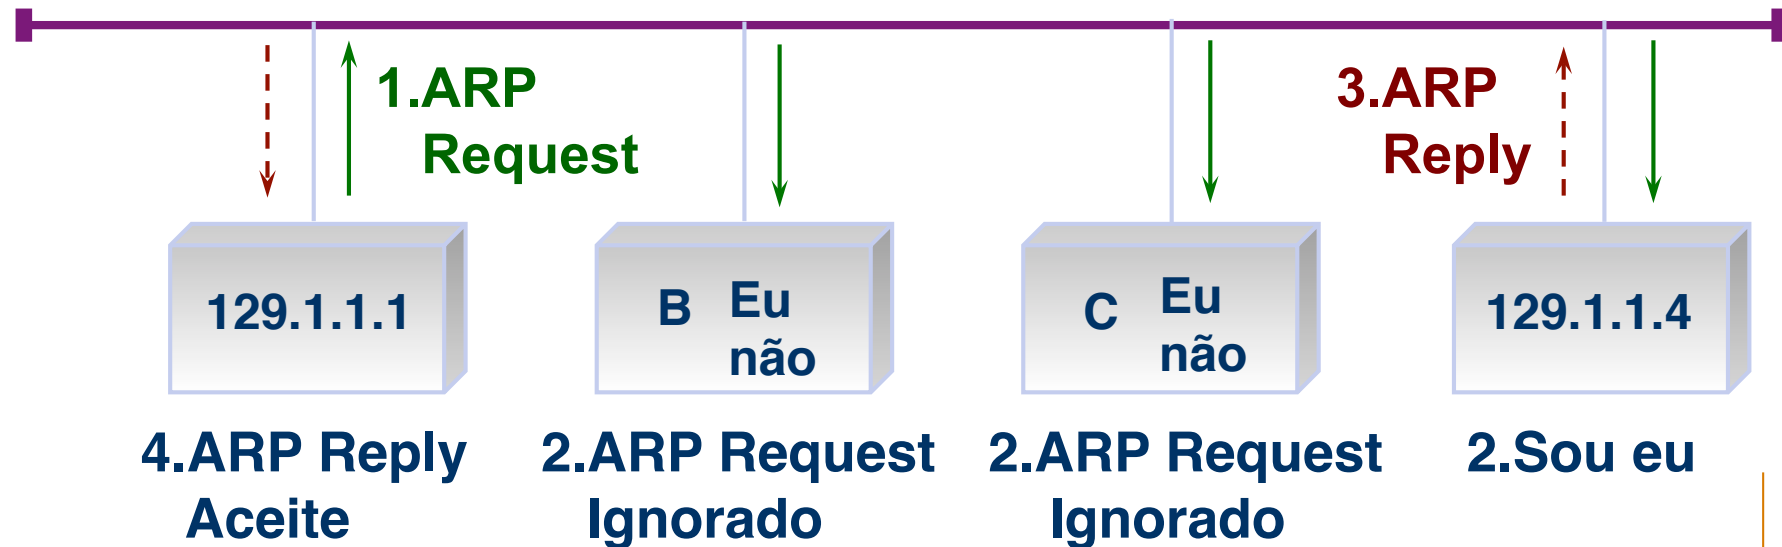 1.ARP
Request
3.ARP
Reply
129.1.1.1
B
Eu
não
C
Eu
não
129.1.1.4
4.ARP Reply
Aceite
2.ARP Request
Ignorado
2.ARP Request
Ignorado
2.Sou eu